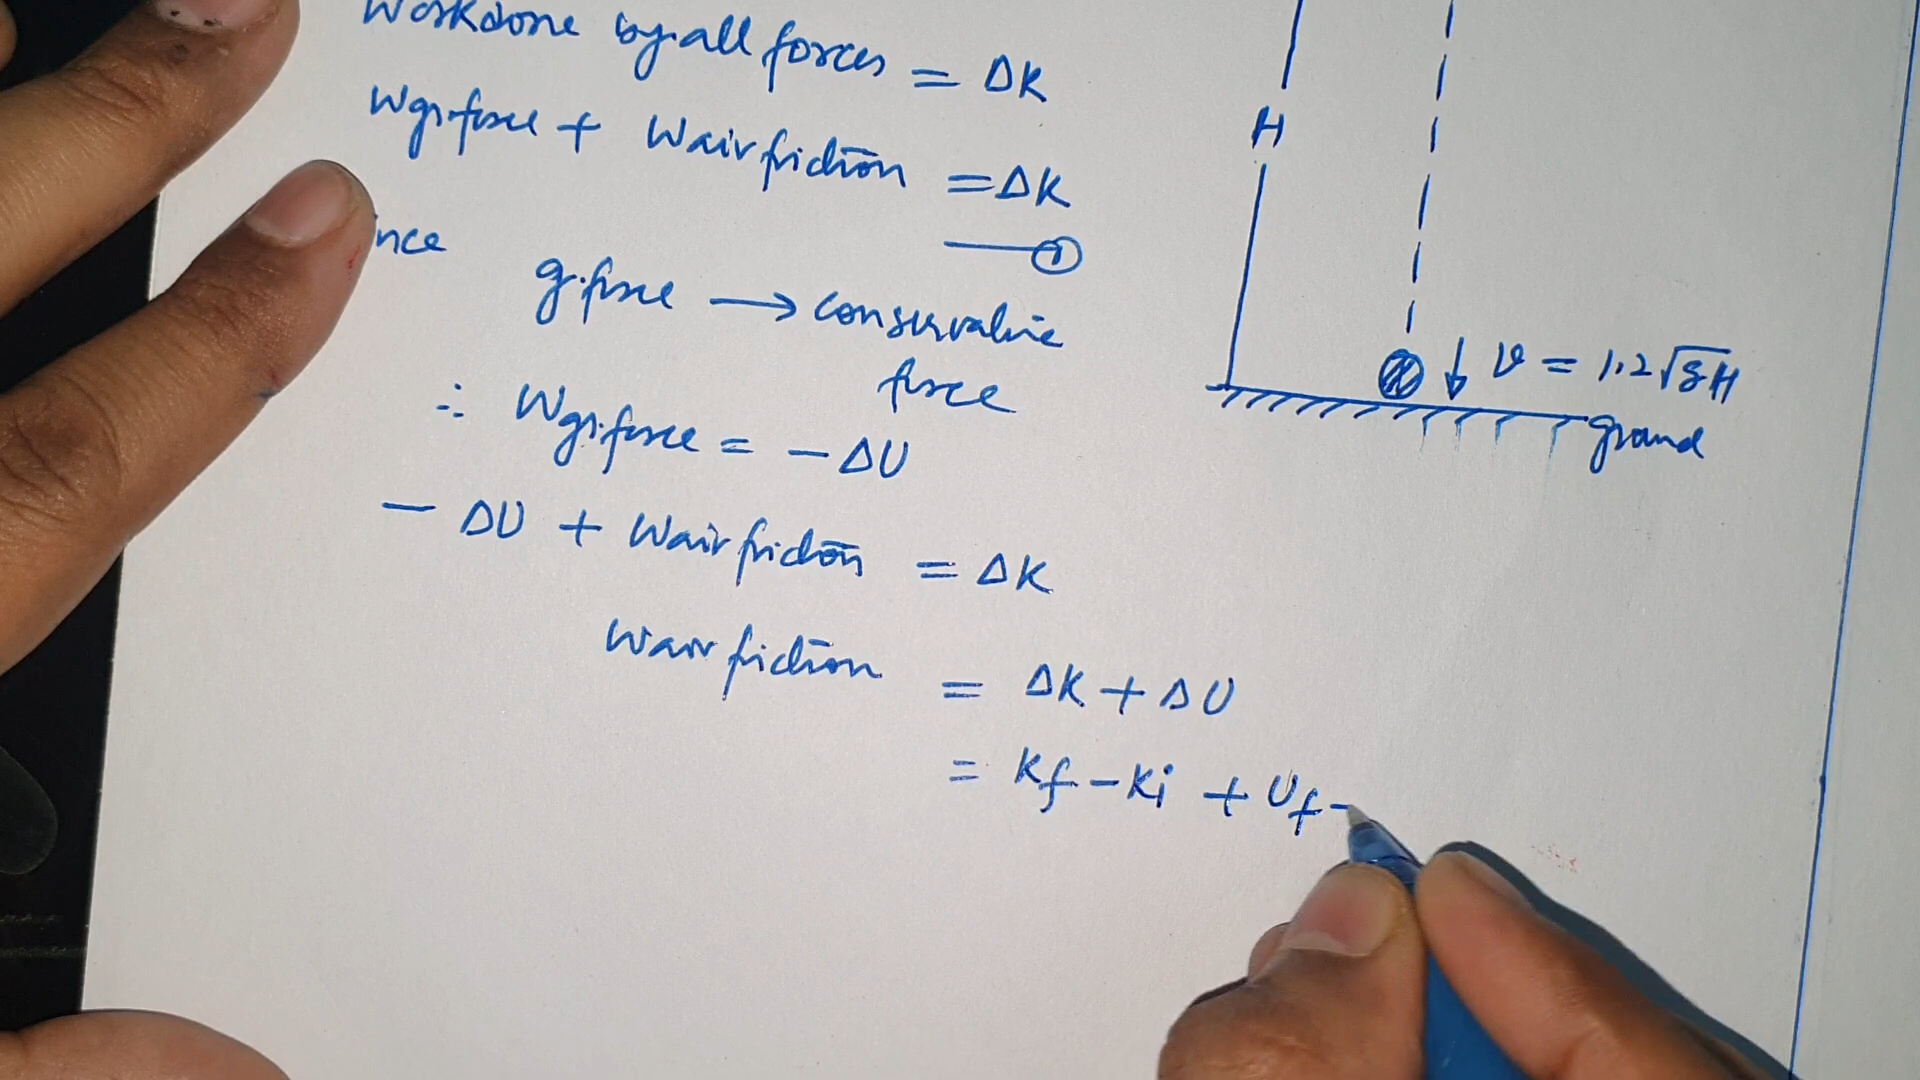 Workdone by all forces = ΔK
Wg.force + Wair friction = ΔK
①
nce
g.force → conservative
force
∴ Wg.force = - ΔU
- ΔU + Wair friction = ΔK
Wair friction = ΔK + ΔU
= Kf - Ki + Uf -
H
v = 1.2√gH
ground